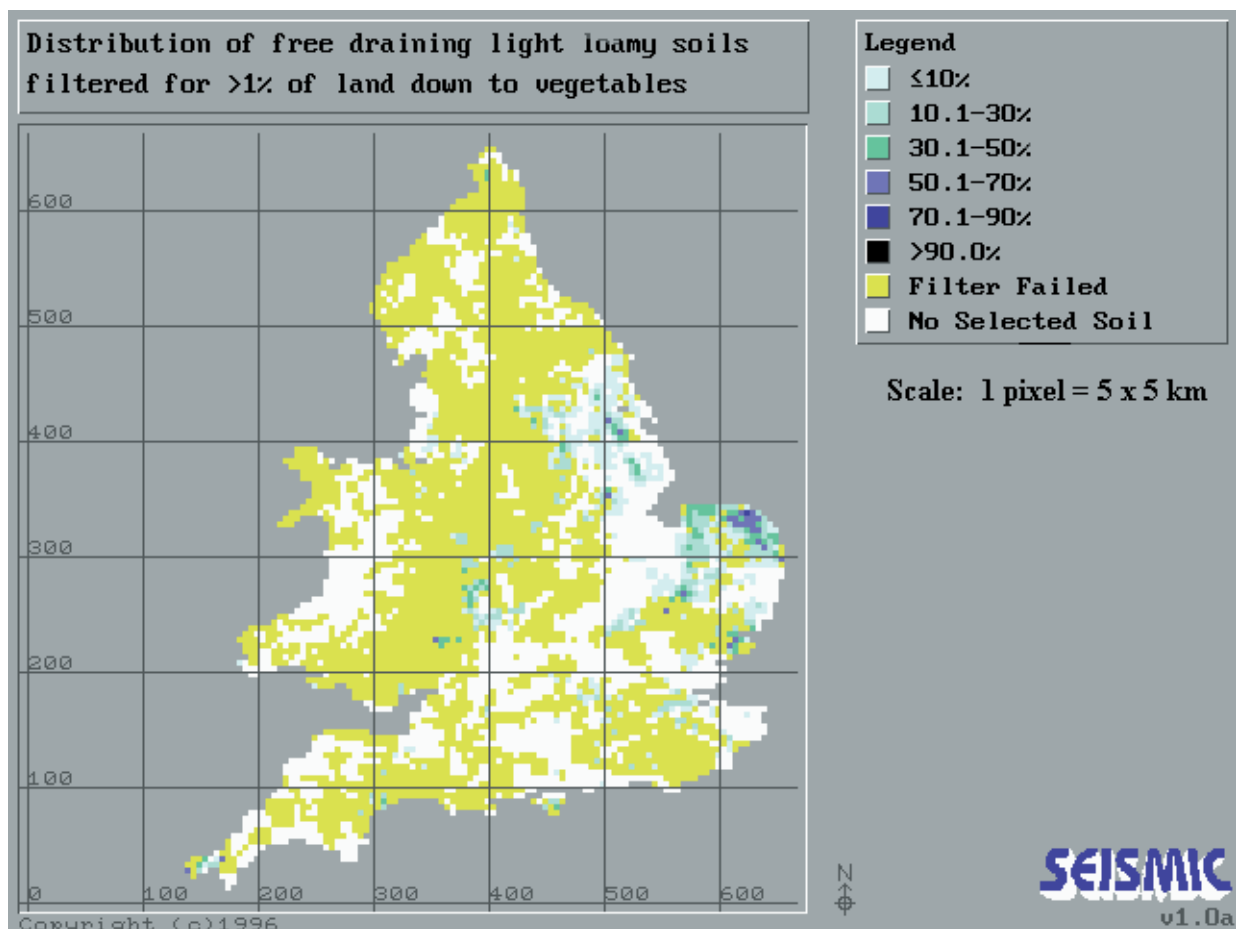 Distribution of free draining light loamy soils
filtered for >1% of land down to vegetables
Legend
≤10%
10.1-30%
30.1-50%
50.1-70%
70.1-90%
>90.0%
Filter Failed
No Selected Soil
Scale: 1 pixel = 5 x 5 km
600
500
400
300
200
100
0 100 200 300 400 500 600
N
SEISMIC
v1.0a
Copyright (c)1996